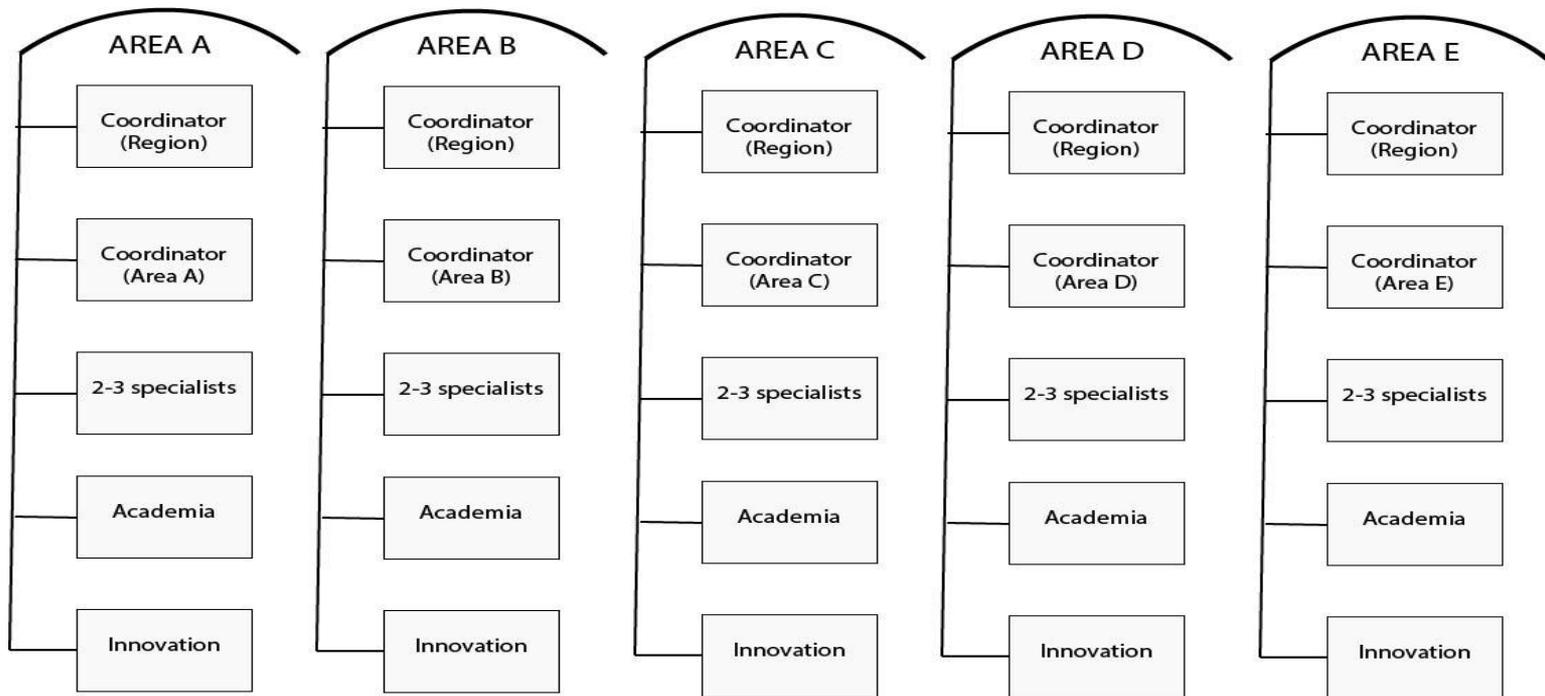 AREA A
Coordinator
(Region)
Coordinator
(Area A)
2-3 specialists
Academia
Innovation
AREA B
Coordinator
(Region)
Coordinator
(Area B)
2-3 specialists
Academia
Innovation
AREA C
Coordinator
(Region)
Coordinator
(Area C)
2-3 specialists
Academia
Innovation
AREA D
Coordinator
(Region)
Coordinator
(Area D)
2-3 specialists
Academia
Innovation
AREA E
Coordinator
(Region)
Coordinator
(Area E)
2-3 specialists
Academia
Innovation